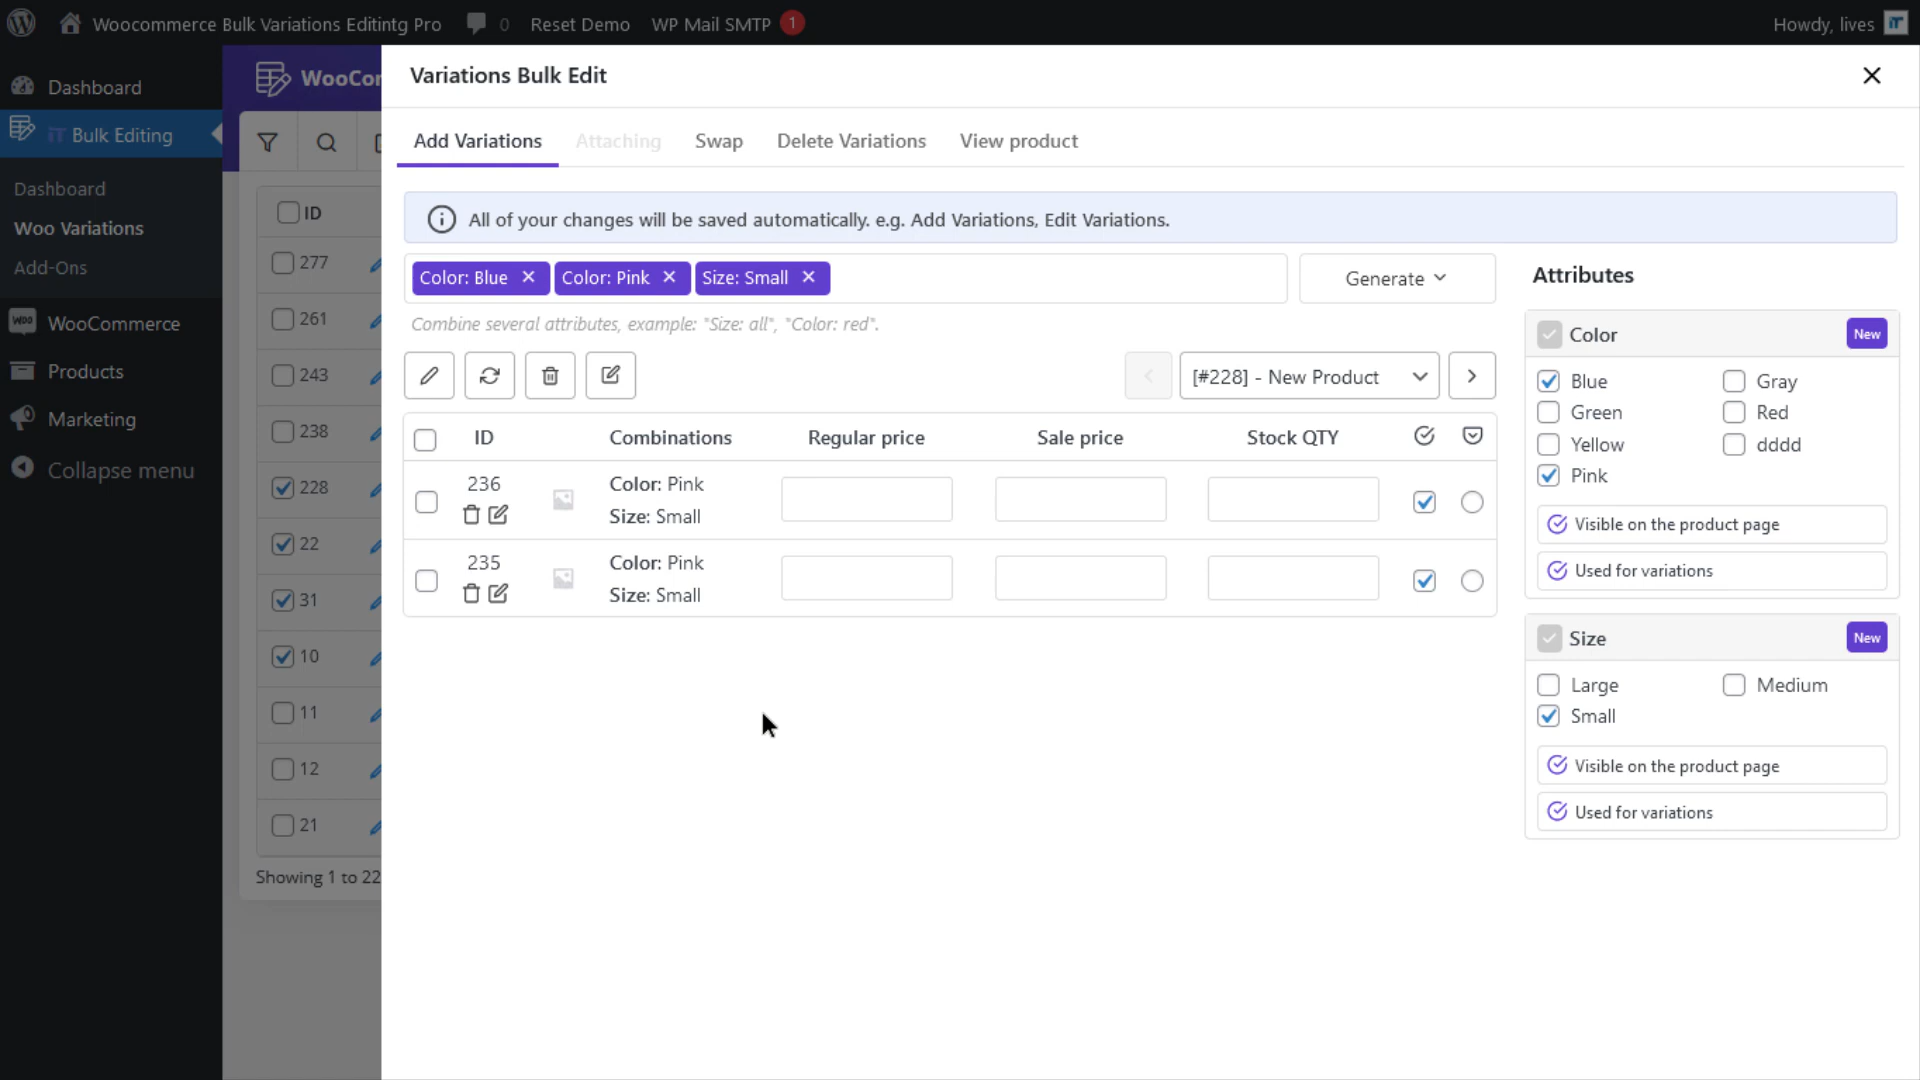 Woocommerce Bulk Variations Editintg Pro 0 Reset Demo WP Mail SMTP 1 Howdy, lives iT
Dashboard
iT Bulk Editing
Dashboard
Woo Variations
Add-Ons
WOO WooCommerce
Products
Marketing
Collapse menu
WooCom
ID
277
261
243
238
228
22
31
10
11
12
21
Showing 1 to 22
Variations Bulk Edit
Add Variations Attaching Swap Delete Variations View product
All of your changes will be saved automatically. e.g. Add Variations, Edit Variations.
Color: Blue × Color: Pink × Size: Small ×
Generate
Combine several attributes, example: "Size: all", "Color: red".
[#228] - New Product
ID Combinations Regular price Sale price Stock QTY
236 Color: Pink
Size: Small
235 Color: Pink
Size: Small
Attributes
Color New
Blue Gray
Green Red
Yellow dddd
Pink
Visible on the product page
Used for variations
Size New
Large Medium
Small
Visible on the product page
Used for variations